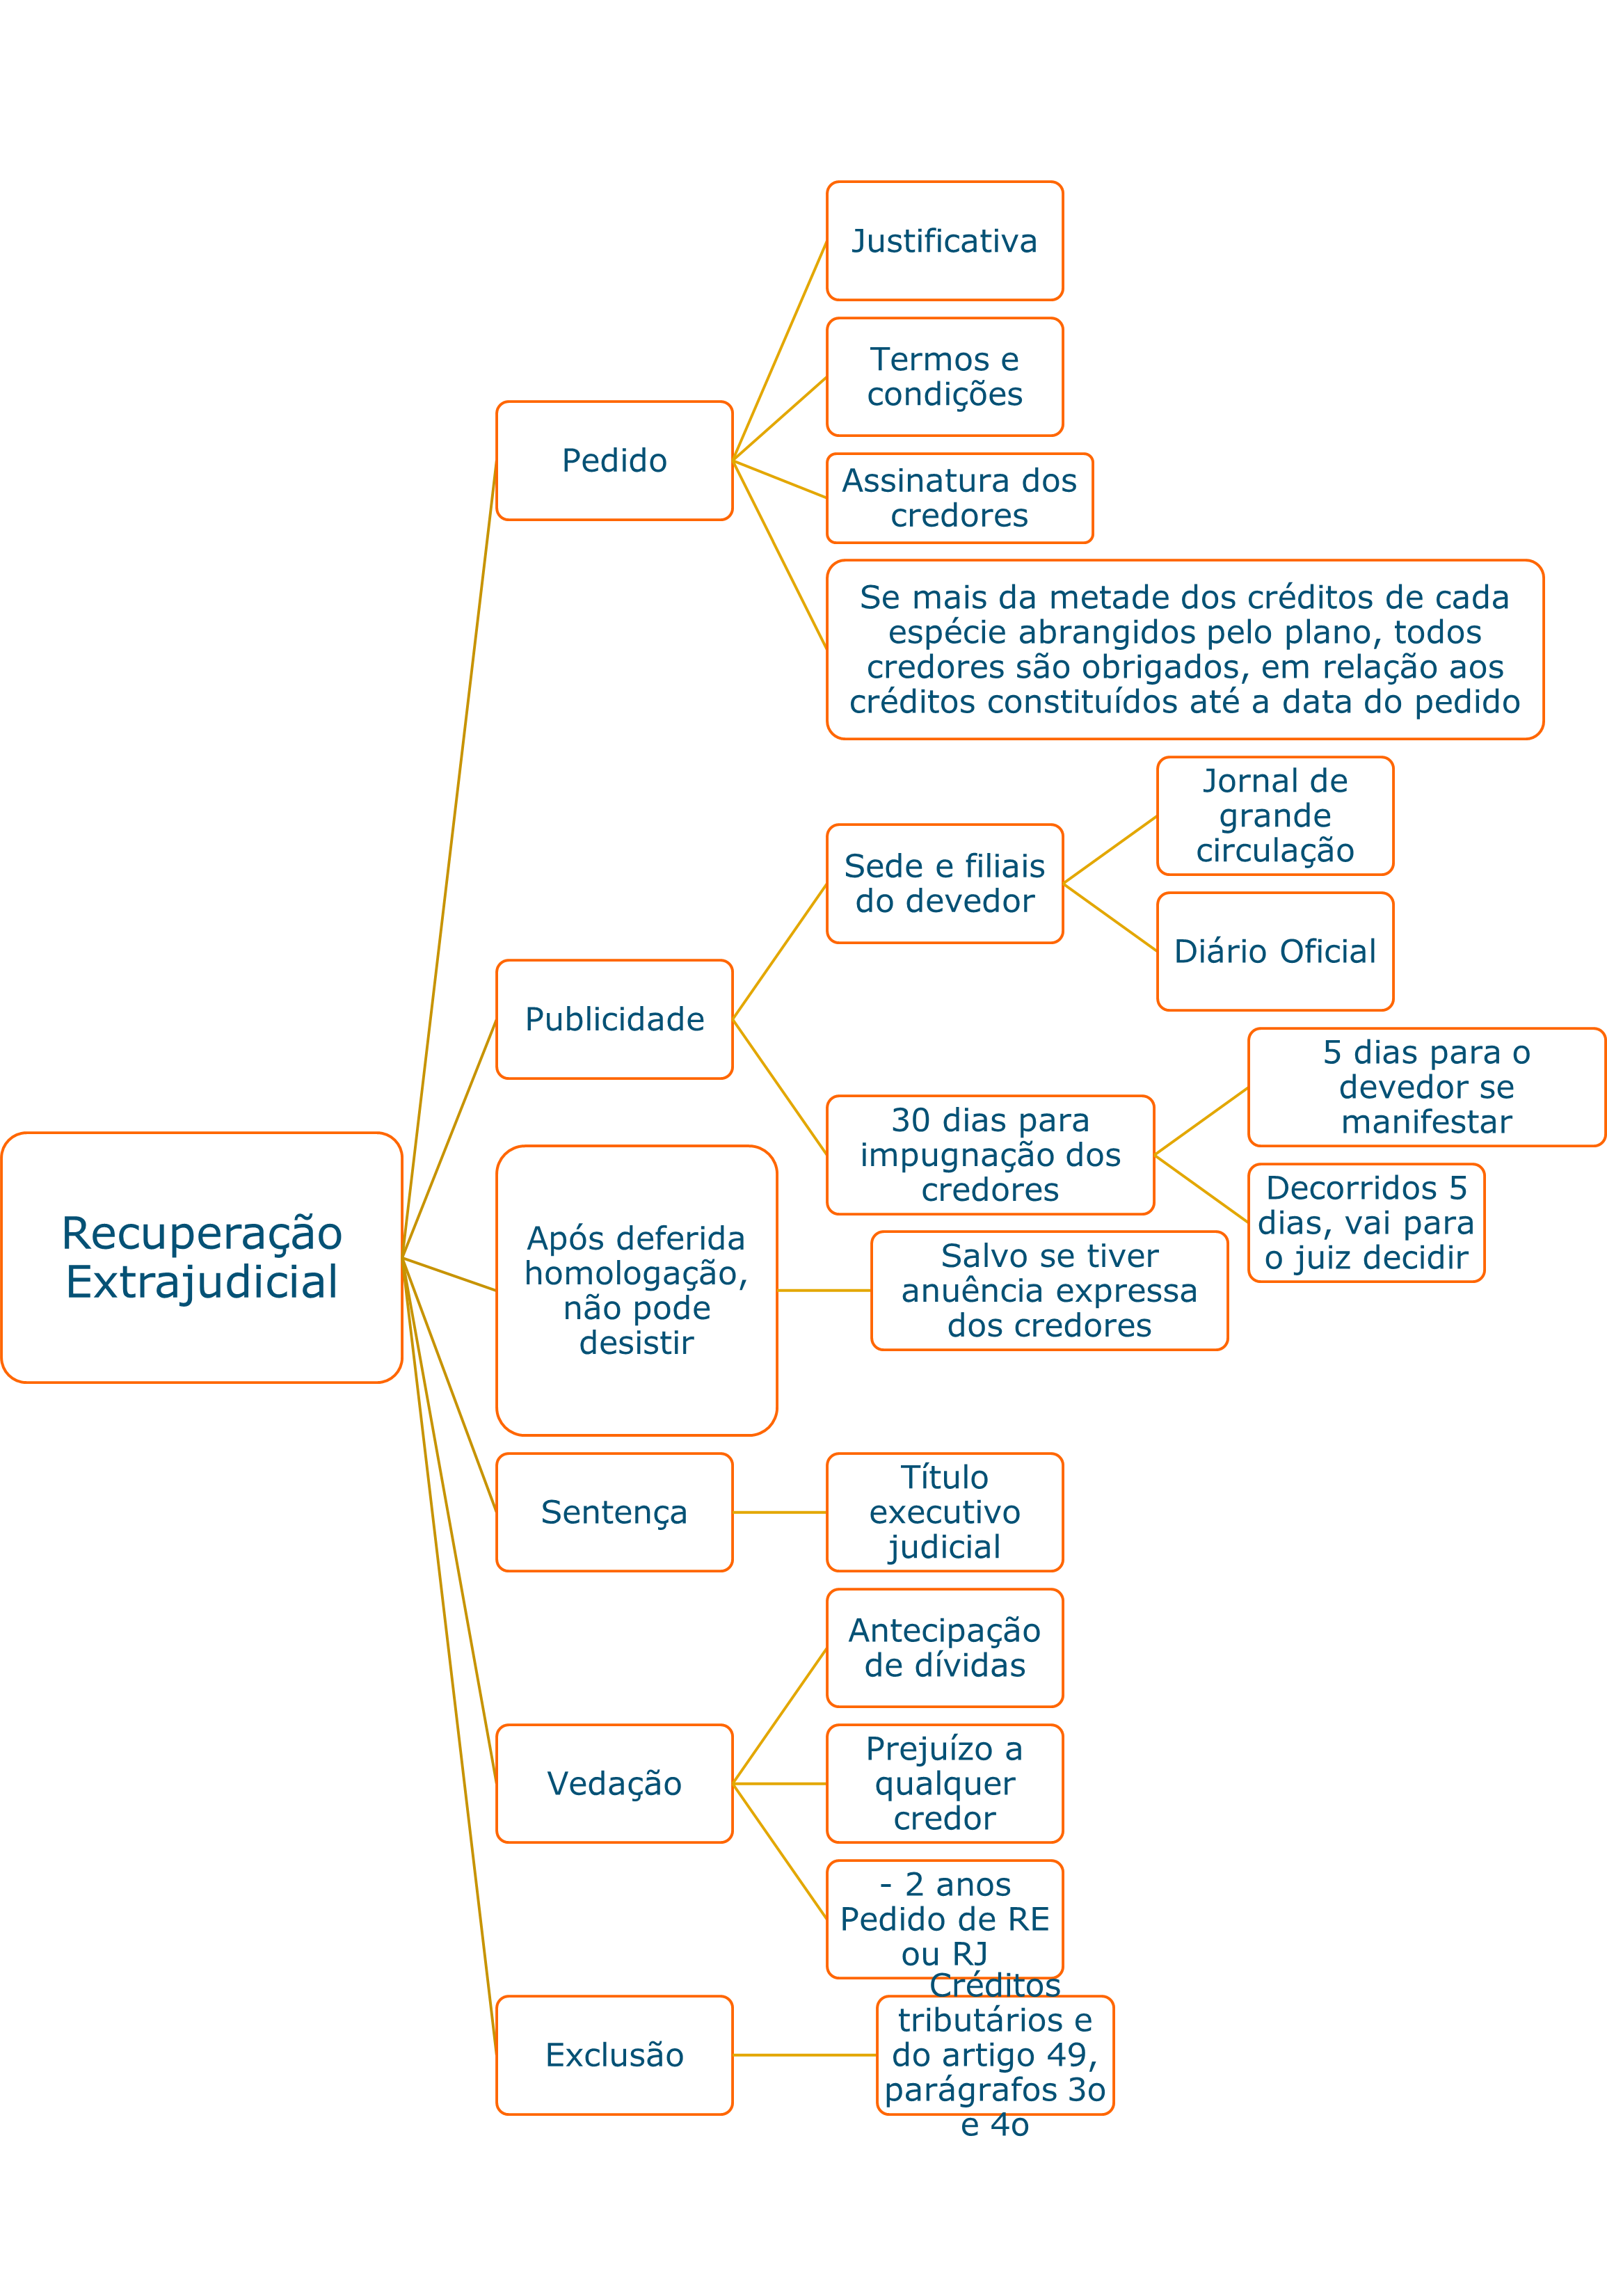 Recuperação
Extrajudicial
Pedido
Justificativa
Termos e
condições
Assinatura dos
credores
Se mais da metade dos créditos de cada
espécie abrangidos pelo plano, todos
credores são obrigados, em relação aos
créditos constituídos até a data do pedido
Publicidade
Sede e filiais
do devedor
Jornal de
grande
circulação
Diário Oficial
30 dias para
impugnação dos
credores
5 dias para o
devedor se
manifestar
Decorridos 5
dias, vai para
o juiz decidir
Após deferida
homologação,
não pode
desistir
Salvo se tiver
anuência expressa
dos credores
Sentença
Título
executivo
judicial
Vedação
Antecipação
de dívidas
Prejuízo a
qualquer
credor
- 2 anos
Pedido de RE
ou RJ
Exclusão
Créditos
tributários e
do artigo 49,
parágrafos 3o
e 4o